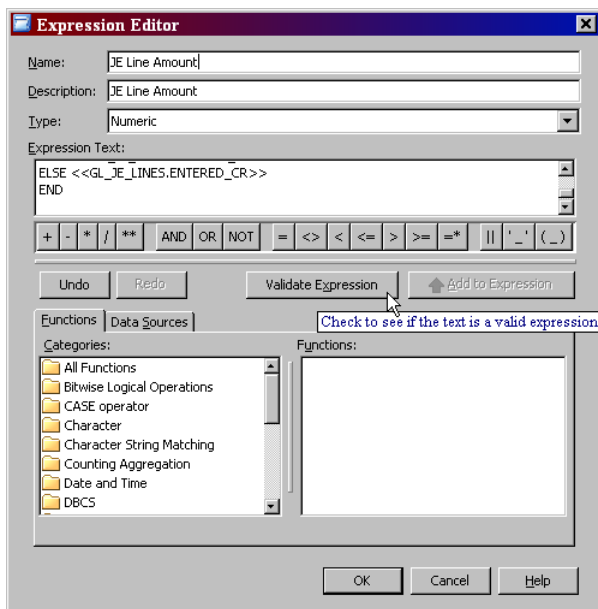 Expression Editor
Name: JE Line Amount
Description: JE Line Amount
Type: Numeric
Expression Text:
ELSE <<GL_JE_LINES.ENTERED_CR>>
END
+ - * / ** AND OR NOT = <> < <= > >= =* || '_' (_)
Undo Redo Validate Expression Add to Expression
Functions Data Sources Check to see if the text is a valid expression
Categories: Functions:
All Functions
Bitwise Logical Operations
CASE operator
Character
Character String Matching
Counting Aggregation
Date and Time
DBCS
OK Cancel Help